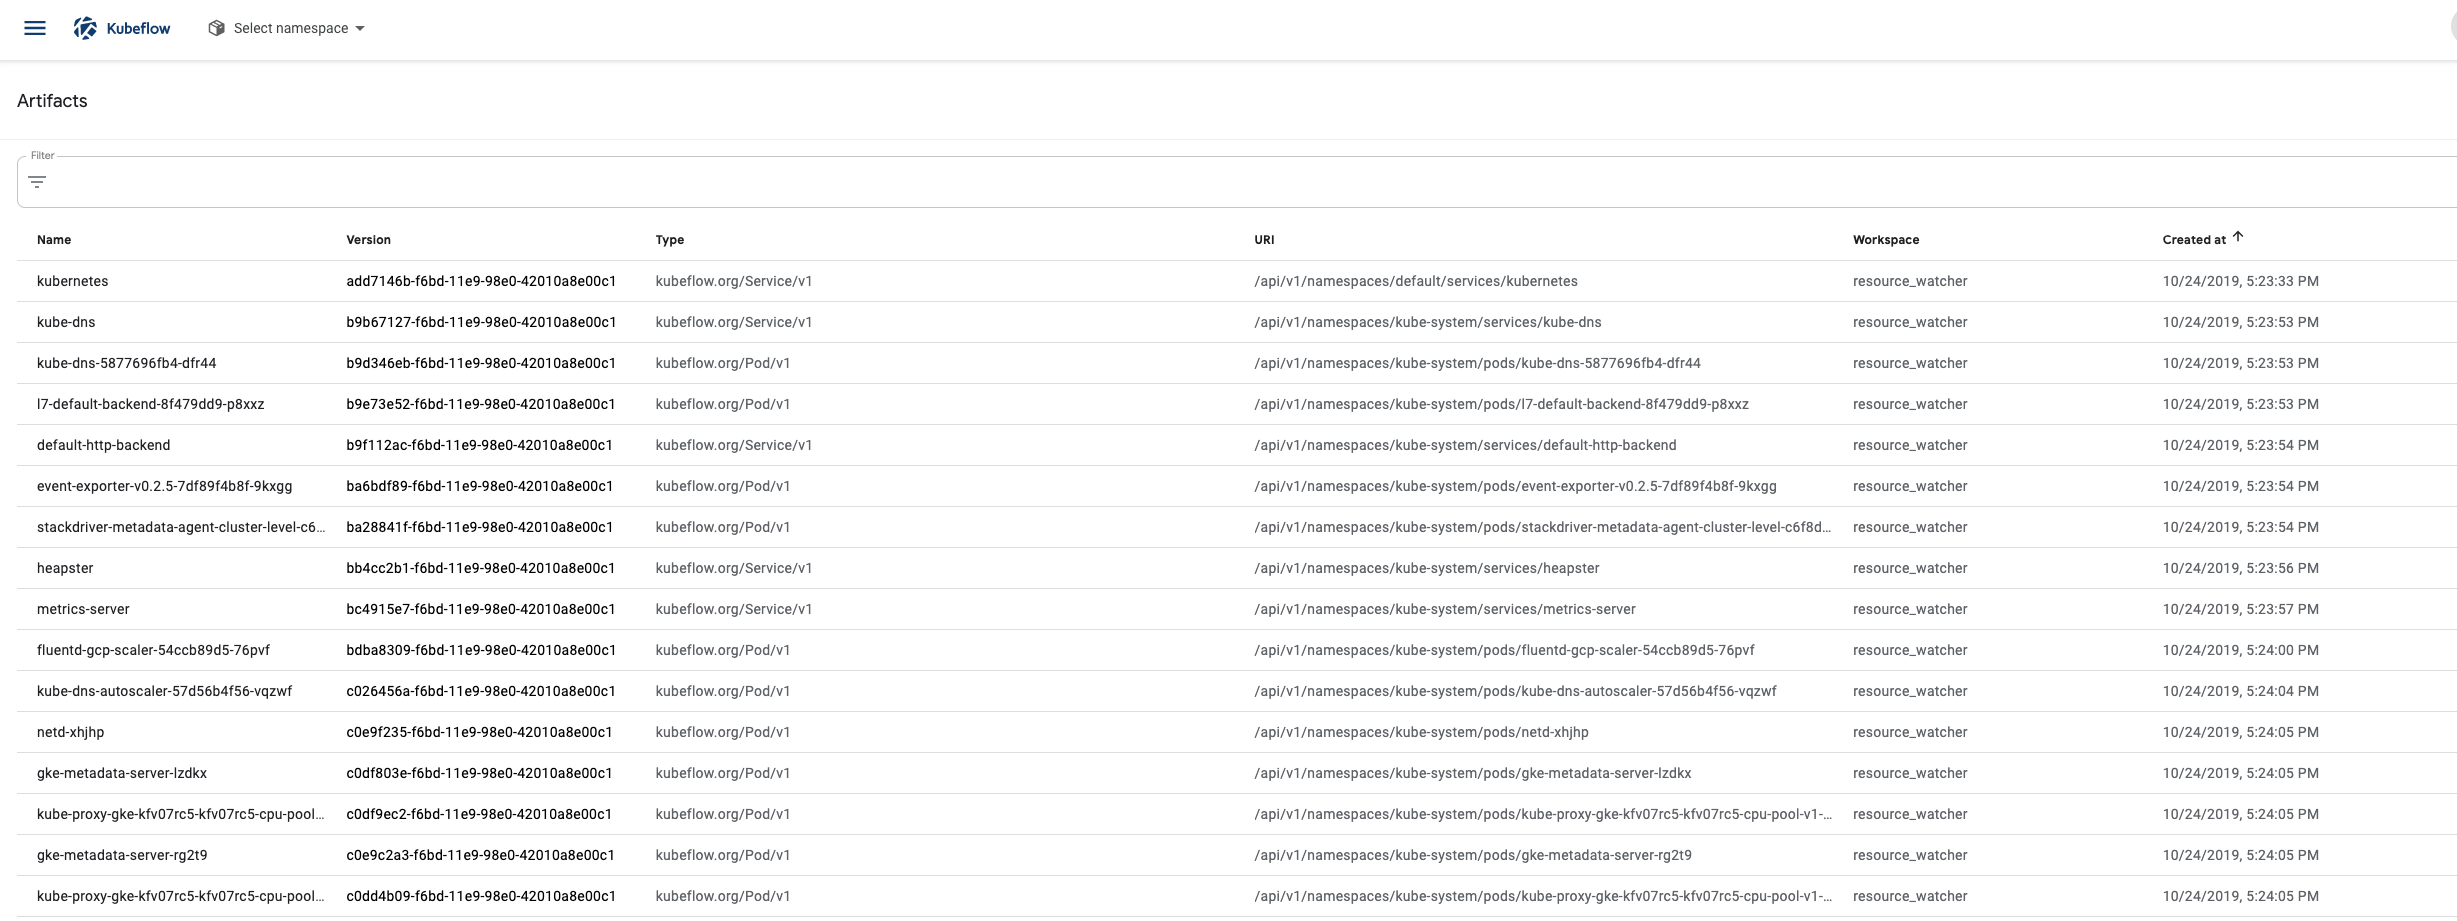 Kubeflow Select namespace
Artifacts
Filter
Name Version Type URI Workspace Created at
kubernetes add7146b-f6bd-11e9-98e0-42010a8e00c1 kubeflow.org/Service/v1 /api/v1/namespaces/default/services/kubernetes resource_watcher 10/24/2019, 5:23:33 PM
kube-dns b9b67127-f6bd-11e9-98e0-42010a8e00c1 kubeflow.org/Service/v1 /api/v1/namespaces/kube-system/services/kube-dns resource_watcher 10/24/2019, 5:23:53 PM
kube-dns-5877696fb4-dfr44 b9d346eb-f6bd-11e9-98e0-42010a8e00c1 kubeflow.org/Pod/v1 /api/v1/namespaces/kube-system/pods/kube-dns-5877696fb4-dfr44 resource_watcher 10/24/2019, 5:23:53 PM
l7-default-backend-8f479dd9-p8xxz b9e73e52-f6bd-11e9-98e0-42010a8e00c1 kubeflow.org/Pod/v1 /api/v1/namespaces/kube-system/pods/l7-default-backend-8f479dd9-p8xxz resource_watcher 10/24/2019, 5:23:53 PM
default-http-backend b9f112ac-f6bd-11e9-98e0-42010a8e00c1 kubeflow.org/Service/v1 /api/v1/namespaces/kube-system/services/default-http-backend resource_watcher 10/24/2019, 5:23:54 PM
event-exporter-v0.2.5-7df89f4b8f-9kxgg ba6bdf89-f6bd-11e9-98e0-42010a8e00c1 kubeflow.org/Pod/v1 /api/v1/namespaces/kube-system/pods/event-exporter-v0.2.5-7df89f4b8f-9kxgg resource_watcher 10/24/2019, 5:23:54 PM
stackdriver-metadata-agent-cluster-level-c6... ba28841f-f6bd-11e9-98e0-42010a8e00c1 kubeflow.org/Pod/v1 /api/v1/namespaces/kube-system/pods/stackdriver-metadata-agent-cluster-level-c6f8d... resource_watcher 10/24/2019, 5:23:54 PM
heapster bb4cc2b1-f6bd-11e9-98e0-42010a8e00c1 kubeflow.org/Service/v1 /api/v1/namespaces/kube-system/services/heapster resource_watcher 10/24/2019, 5:23:56 PM
metrics-server bc4915e7-f6bd-11e9-98e0-42010a8e00c1 kubeflow.org/Service/v1 /api/v1/namespaces/kube-system/services/metrics-server resource_watcher 10/24/2019, 5:23:57 PM
fluentd-gcp-scaler-54ccb89d5-76pvf bdba8309-f6bd-11e9-98e0-42010a8e00c1 kubeflow.org/Pod/v1 /api/v1/namespaces/kube-system/pods/fluentd-gcp-scaler-54ccb89d5-76pvf resource_watcher 10/24/2019, 5:24:00 PM
kube-dns-autoscaler-57d56b4f56-vqzwf c026456a-f6bd-11e9-98e0-42010a8e00c1 kubeflow.org/Pod/v1 /api/v1/namespaces/kube-system/pods/kube-dns-autoscaler-57d56b4f56-vqzwf resource_watcher 10/24/2019, 5:24:04 PM
netd-xhjhp c0e9f235-f6bd-11e9-98e0-42010a8e00c1 kubeflow.org/Pod/v1 /api/v1/namespaces/kube-system/pods/netd-xhjhp resource_watcher 10/24/2019, 5:24:05 PM
gke-metadata-server-lzdkx c0df803e-f6bd-11e9-98e0-42010a8e00c1 kubeflow.org/Pod/v1 /api/v1/namespaces/kube-system/pods/gke-metadata-server-lzdkx resource_watcher 10/24/2019, 5:24:05 PM
kube-proxy-gke-kfv07rc5-kfv07rc5-cpu-pool... c0df9ec2-f6bd-11e9-98e0-42010a8e00c1 kubeflow.org/Pod/v1 /api/v1/namespaces/kube-system/pods/kube-proxy-gke-kfv07rc5-kfv07rc5-cpu-pool-v1-... resource_watcher 10/24/2019, 5:24:05 PM
gke-metadata-server-rg2t9 c0e9c2a3-f6bd-11e9-98e0-42010a8e00c1 kubeflow.org/Pod/v1 /api/v1/namespaces/kube-system/pods/gke-metadata-server-rg2t9 resource_watcher 10/24/2019, 5:24:05 PM
kube-proxy-gke-kfv07rc5-kfv07rc5-cpu-pool... c0dd4b09-f6bd-11e9-98e0-42010a8e00c1 kubeflow.org/Pod/v1 /api/v1/namespaces/kube-system/pods/kube-proxy-gke-kfv07rc5-kfv07rc5-cpu-pool-v1-... resource_watcher 10/24/2019, 5:24:05 PM